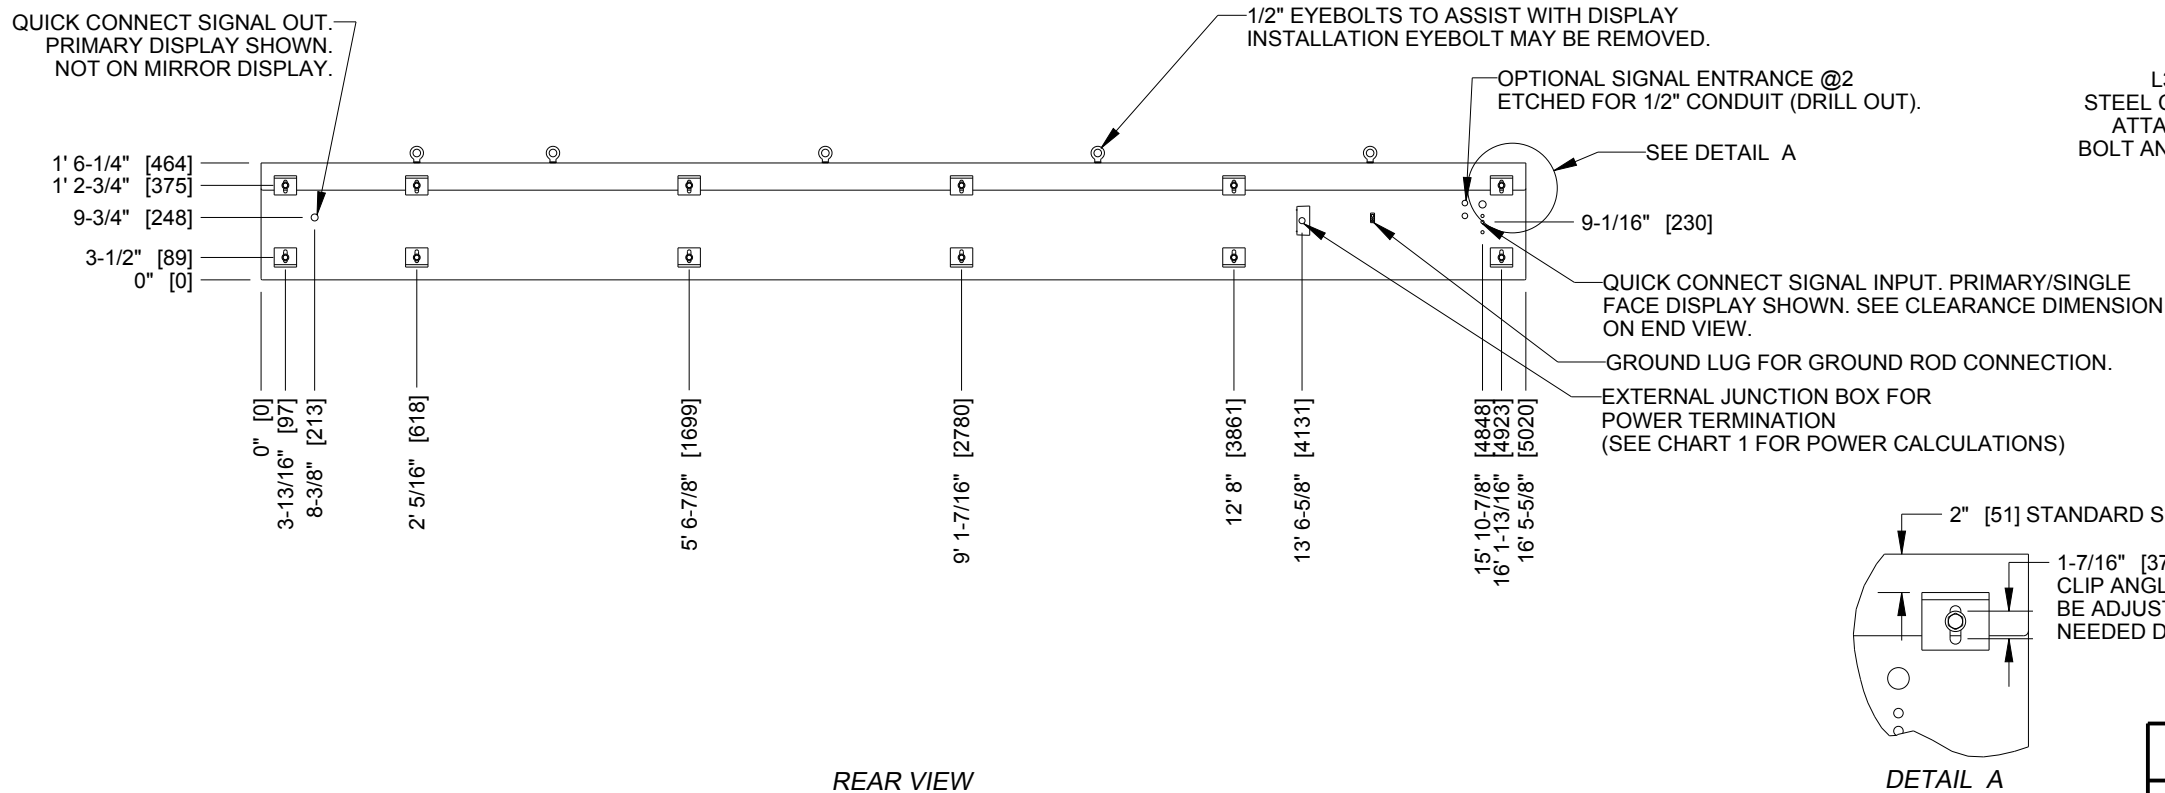 QUICK CONNECT SIGNAL OUT.
PRIMARY DISPLAY SHOWN.
NOT ON MIRROR DISPLAY.
1/2" EYEBOLTS TO ASSIST WITH DISPLAY
INSTALLATION EYEBOLT MAY BE REMOVED.
OPTIONAL SIGNAL ENTRANCE @2
ETCHED FOR 1/2" CONDUIT (DRILL OUT).
L3
STEEL C
ATTA
BOLT AN
SEE DETAIL A
1' 6-1/4" [464]
1' 2-3/4" [375]
9-3/4" [248]
3-1/2" [89]
0" [0]
9-1/16" [230]
QUICK CONNECT SIGNAL INPUT. PRIMARY/SINGLE
FACE DISPLAY SHOWN. SEE CLEARANCE DIMENSION
ON END VIEW.
GROUND LUG FOR GROUND ROD CONNECTION.
EXTERNAL JUNCTION BOX FOR
POWER TERMINATION
(SEE CHART 1 FOR POWER CALCULATIONS)
0" [0]
3-13/16" [97]
8-3/8" [213]
2' 5/16" [618]
5' 6-7/8" [1699]
9' 1-7/16" [2780]
12' 8" [3861]
13' 6-5/8" [4131]
15' 10-7/8" [4848]
16' 1-13/16" [4923]
16' 5-5/8" [5020]
2" [51] STANDARD S
1-7/16" [37
CLIP ANGL
BE ADJUST
NEEDED D
REAR VIEW
DETAIL A